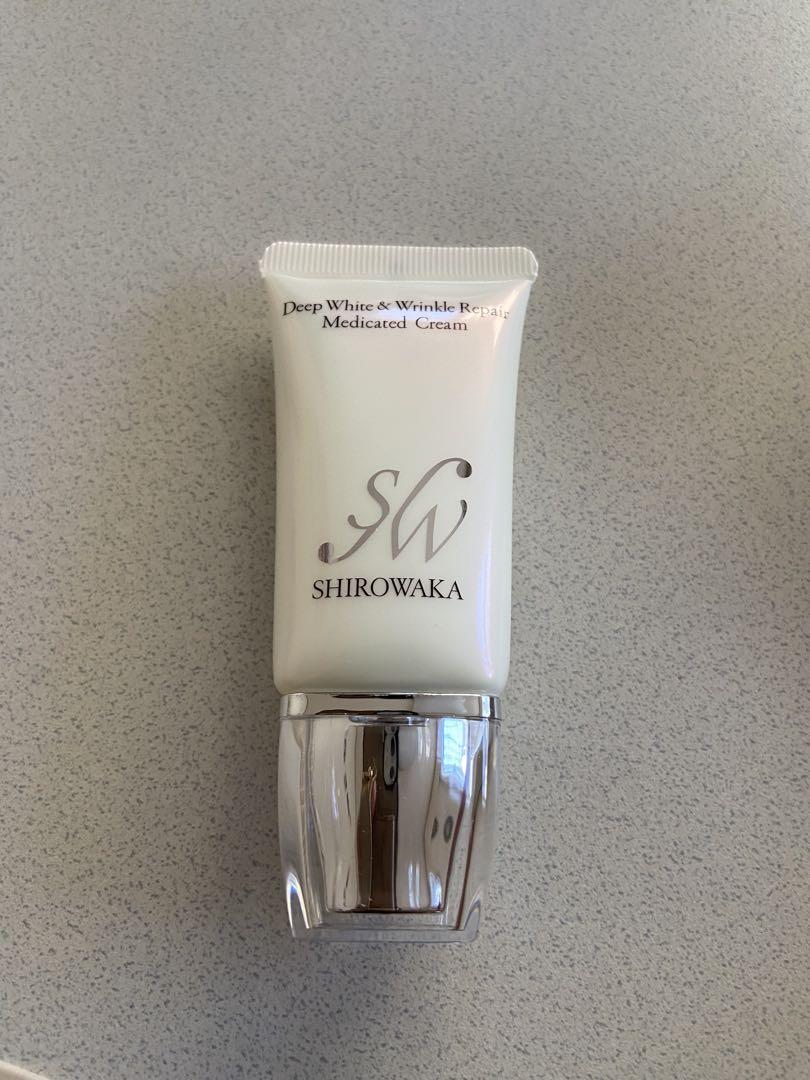 Deep White & Wrinkle Repair
Medicated Cream
SW
SHIROWAKA